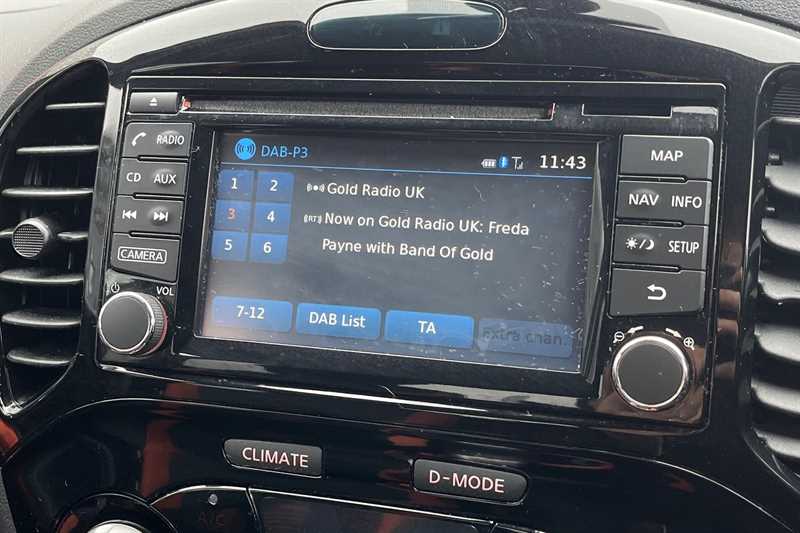 DAB-P3
11:43
1 2 Gold Radio UK
3 4 Now on Gold Radio UK: Freda
5 6 Payne with Band Of Gold
7-12 DAB List TA Extra chan.
RADIO
CD AUX
CAMERA
VOL
MAP
NAV INFO
SETUP
CLIMATE
D-MODE
A/C